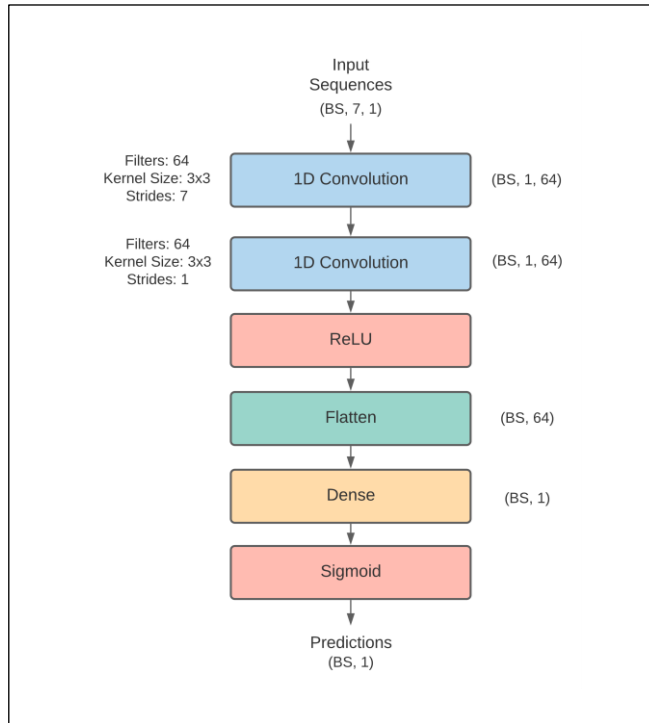 Input
Sequences
(BS, 7, 1)
Filters: 64
Kernel Size: 3x3
Strides: 7
1D Convolution
(BS, 1, 64)
Filters: 64
Kernel Size: 3x3
Strides: 1
1D Convolution
(BS, 1, 64)
ReLU
Flatten
(BS, 64)
Dense
(BS, 1)
Sigmoid
Predictions
(BS, 1)